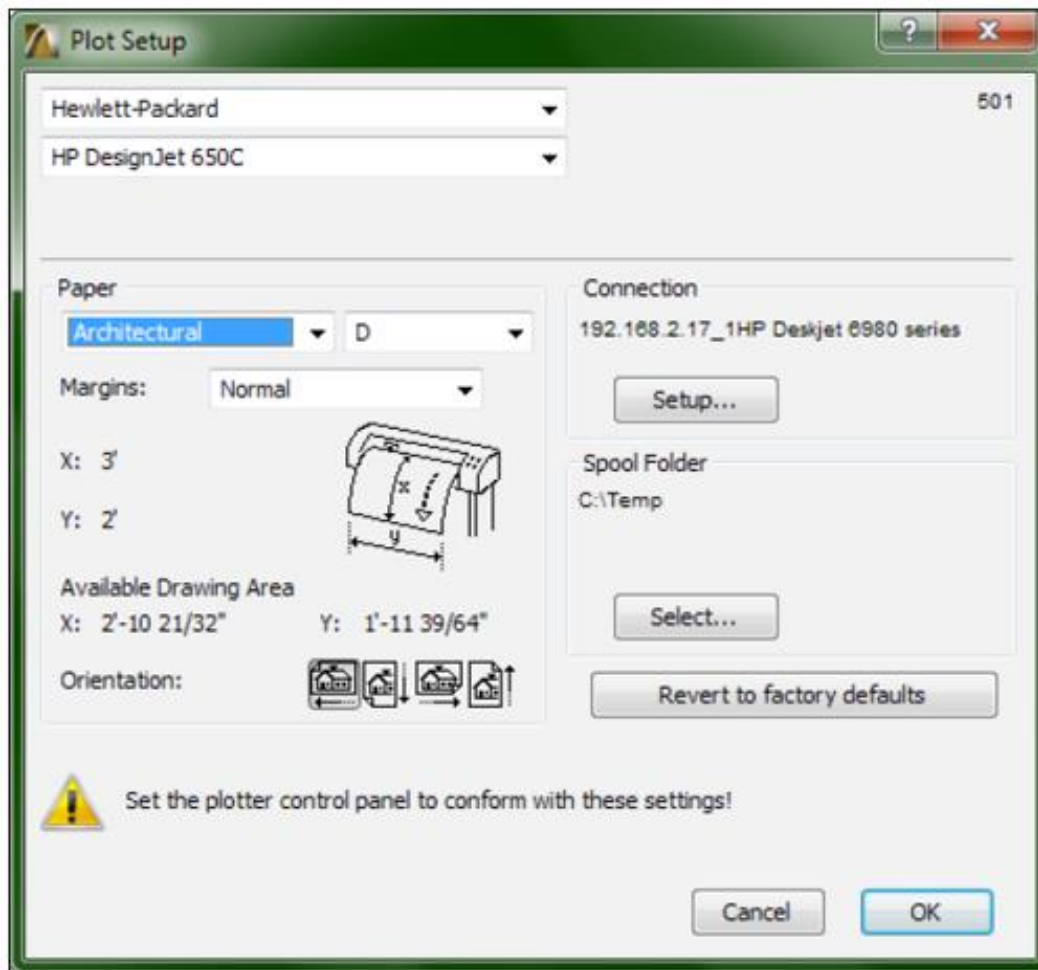 Plot Setup
?
Hewlett-Packard
501
HP DesignJet 650C
Paper
Architectural
D
Margins:
Normal
X: 3'
Y: 2'
x
y
Available Drawing Area
X: 2'-10 21/32"
Y: 1'-11 39/64"
Orientation:
Connection
192.168.2.17_1HP Deskjet 6980 series
Setup...
Spool Folder
C:\Temp
Select...
Revert to factory defaults
Set the plotter control panel to conform with these settings!
Cancel
OK